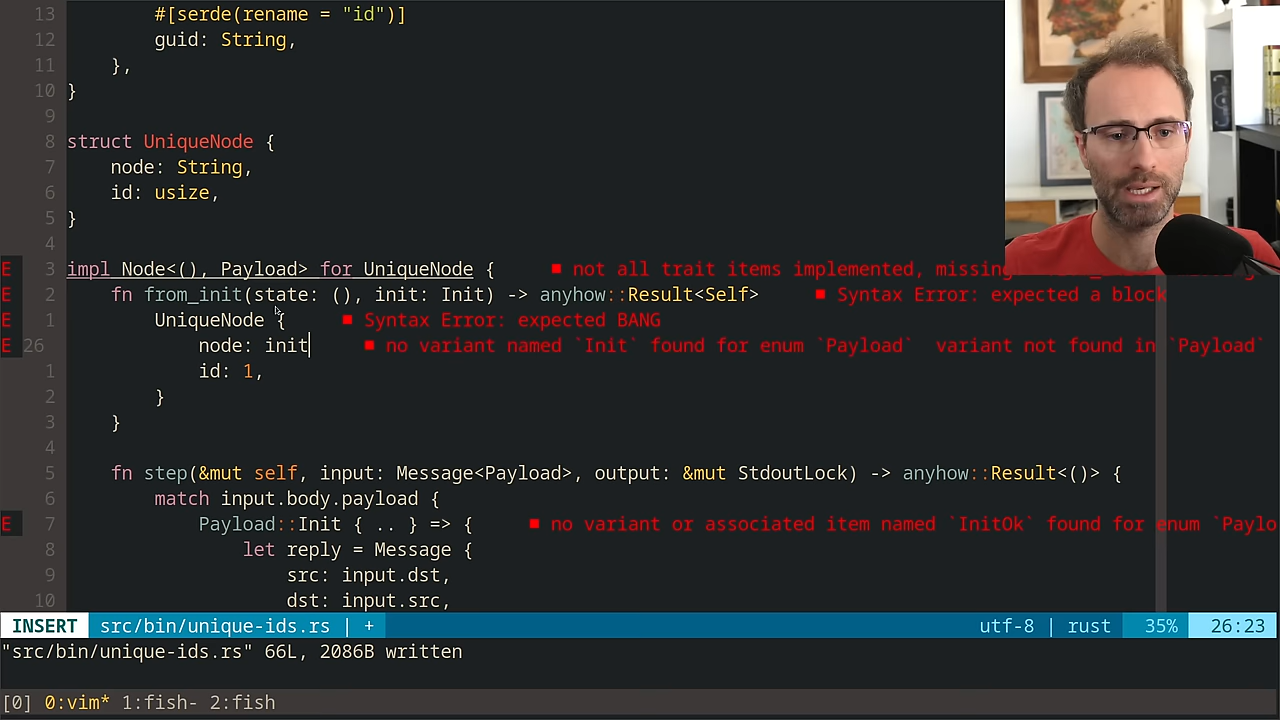 13 #[serde(rename = "id")]
12 guid: String,
11 },
10 }
9
8 struct UniqueNode {
7 node: String,
6 id: usize,
5 }
4
E 3 impl Node<(), Payload> for UniqueNode { ■ not all trait items implemented, missing
E 2 fn from_init(state: (), init: Init) -> anyhow::Result<Self> ■ Syntax Error: expected a block
E 1 UniqueNode { ■ Syntax Error: expected BANG
E 26 node: init ■ no variant named `Init` found for enum `Payload` variant not found in `Payload`
1 id: 1,
2 }
3 }
4
5 fn step(&mut self, input: Message<Payload>, output: &mut StdoutLock) -> anyhow::Result<()> {
6 match input.body.payload {
E 7 Payload::Init { .. } => { ■ no variant or associated item named `InitOk` found for enum `Paylo
8 let reply = Message {
9 src: input.dst,
10 dst: input.src,
INSERT src/bin/unique-ids.rs | + utf-8 | rust 35% 26:23
"src/bin/unique-ids.rs" 66L, 2086B written
[0] 0:vim* 1:fish- 2:fish